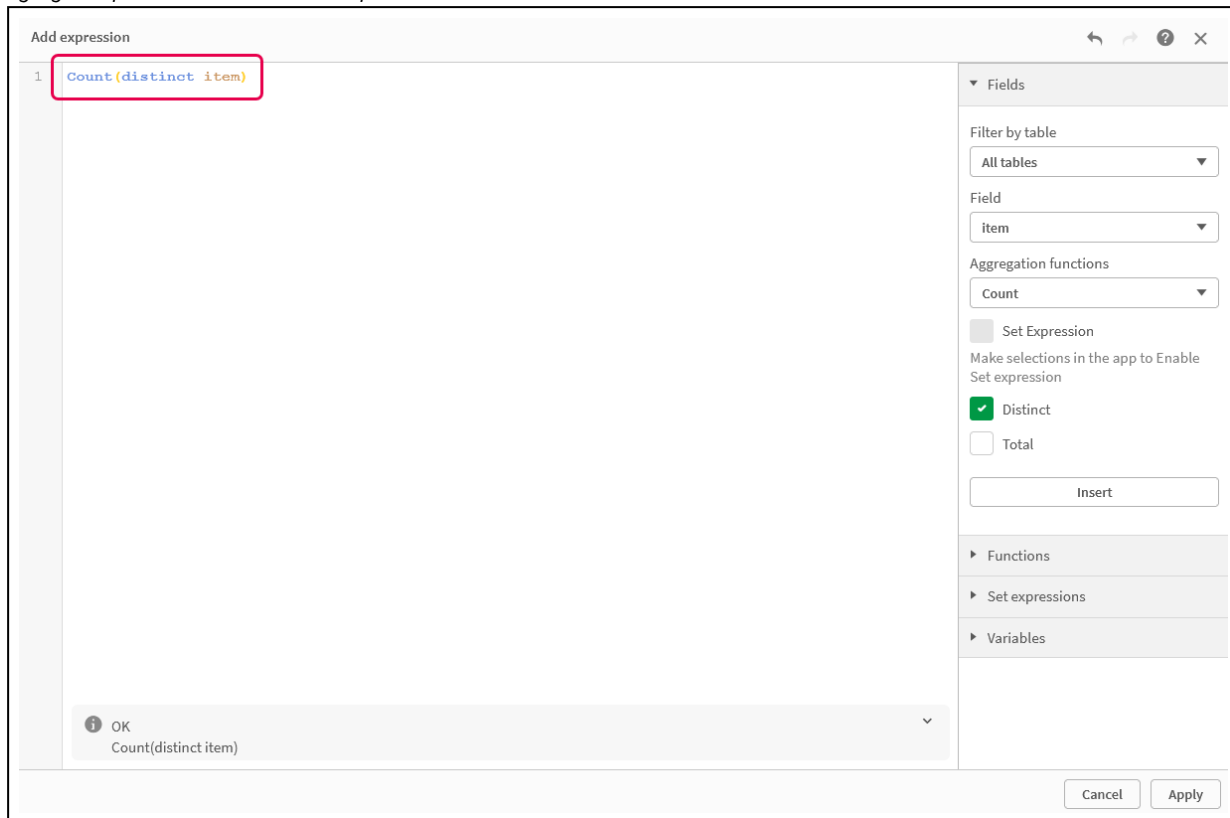 Add expression
1 Count(distinct item)
Fields
Filter by table
All tables
Field
item
Aggregation functions
Count
Set Expression
Make selections in the app to Enable
Set expression
Distinct
Total
Insert
Functions
Set expressions
Variables
OK
Count(distinct item)
Cancel Apply